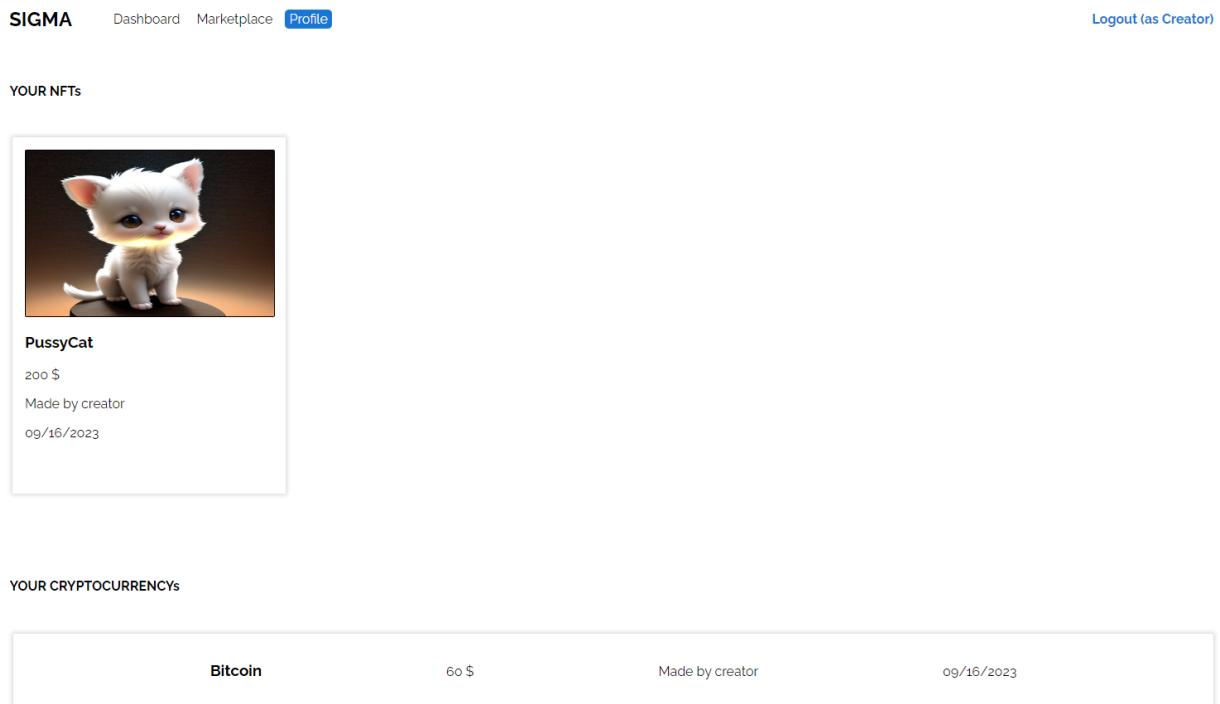 SIGMA Dashboard Marketplace Profile Logout (as Creator)
YOUR NFTs
PussyCat
200 $
Made by creator
09/16/2023
YOUR CRYPTOCURRENCYs
Bitcoin 60 $ Made by creator 09/16/2023